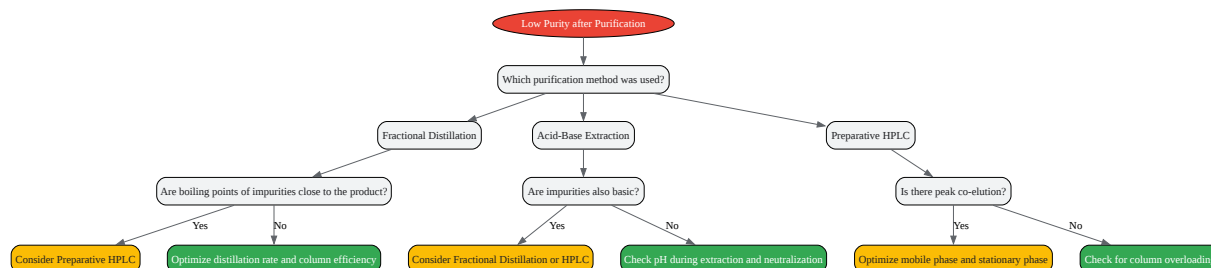 Low Purity after Purification
Which purification method was used?
Fractional Distillation
Acid-Base Extraction
Preparative HPLC
Are boiling points of impurities close to the product?
Are impurities also basic?
Is there peak co-elution?
Yes
No
Yes
No
Yes
No
Consider Preparative HPLC
Optimize distillation rate and column efficiency
Consider Fractional Distillation or HPLC
Check pH during extraction and neutralization
Optimize mobile phase and stationary phase
Check for column overloading